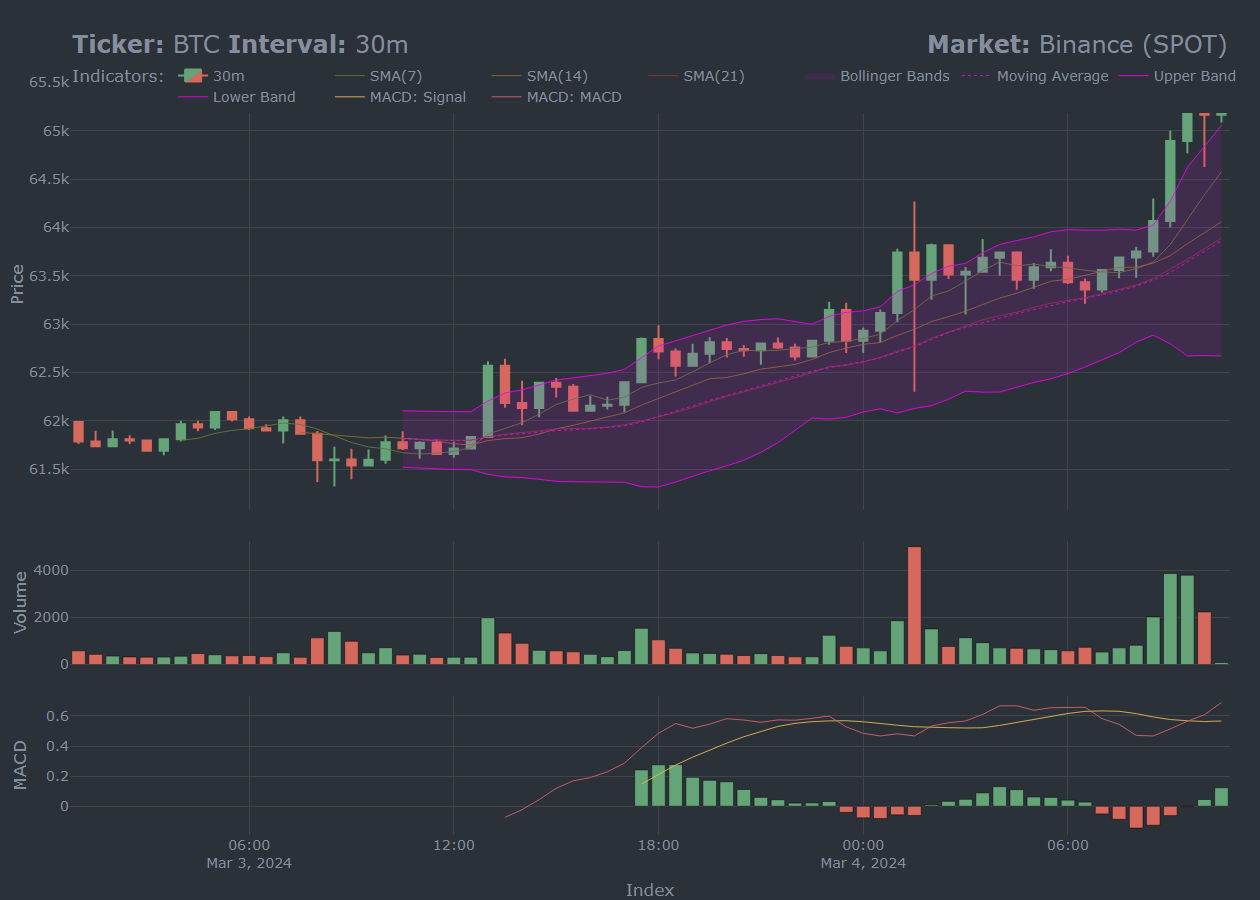 Ticker: BTC Interval: 30m
Market: Binance (SPOT)
Indicators: 30m SMA(7) SMA(14) SMA(21) Bollinger Bands Moving Average Upper Band
Lower Band MACD: Signal MACD: MACD
65.5k
65k
64.5k
64k
63.5k
63k
62.5k
62k
61.5k
Price
4000
2000
0
Volume
0.6
0.4
0.2
0
MACD
06:00 12:00 18:00 00:00 06:00
Mar 3, 2024 Mar 4, 2024
Index